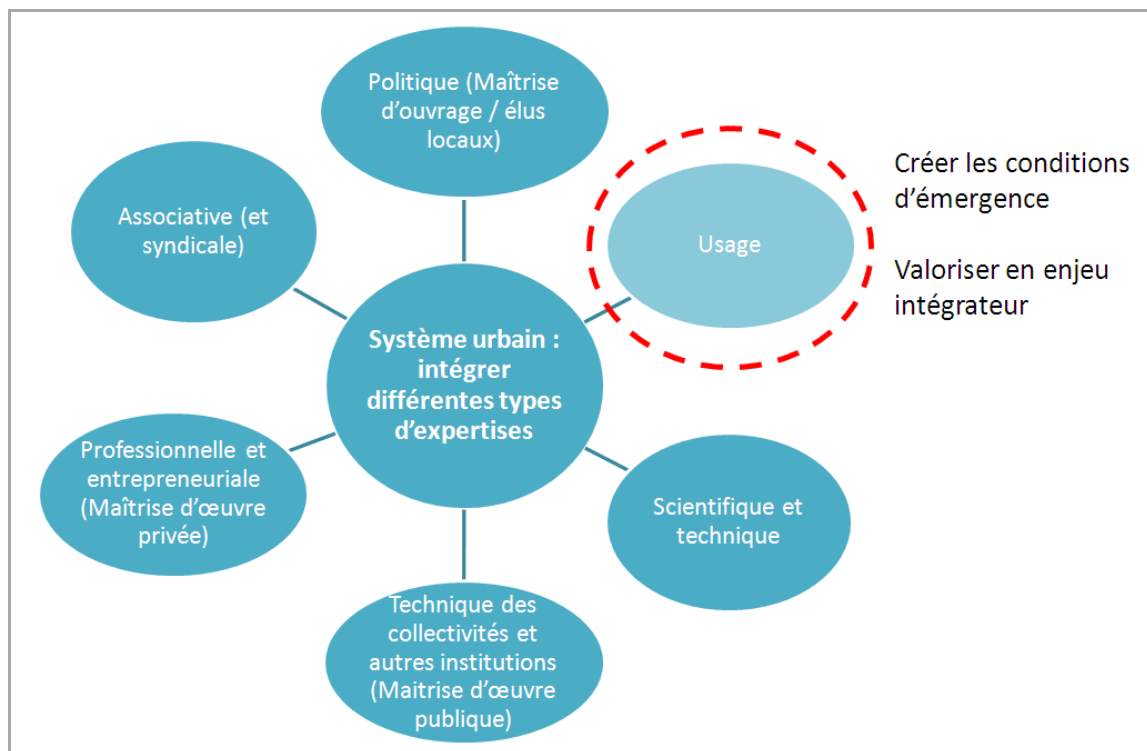 Politique (Maîtrise
d’ouvrage / élus
locaux)
Usage
Créer les conditions
d’émergence
Valoriser en enjeu
intégrateur
Associative (et
syndicale)
Système urbain :
intégrer
différentes types
d’expertises
Professionnelle et
entrepreneuriale
(Maîtrise d’œuvre
privée)
Scientifique et
technique
Technique des
collectivités et
autres institutions
(Maitrise d’œuvre
publique)